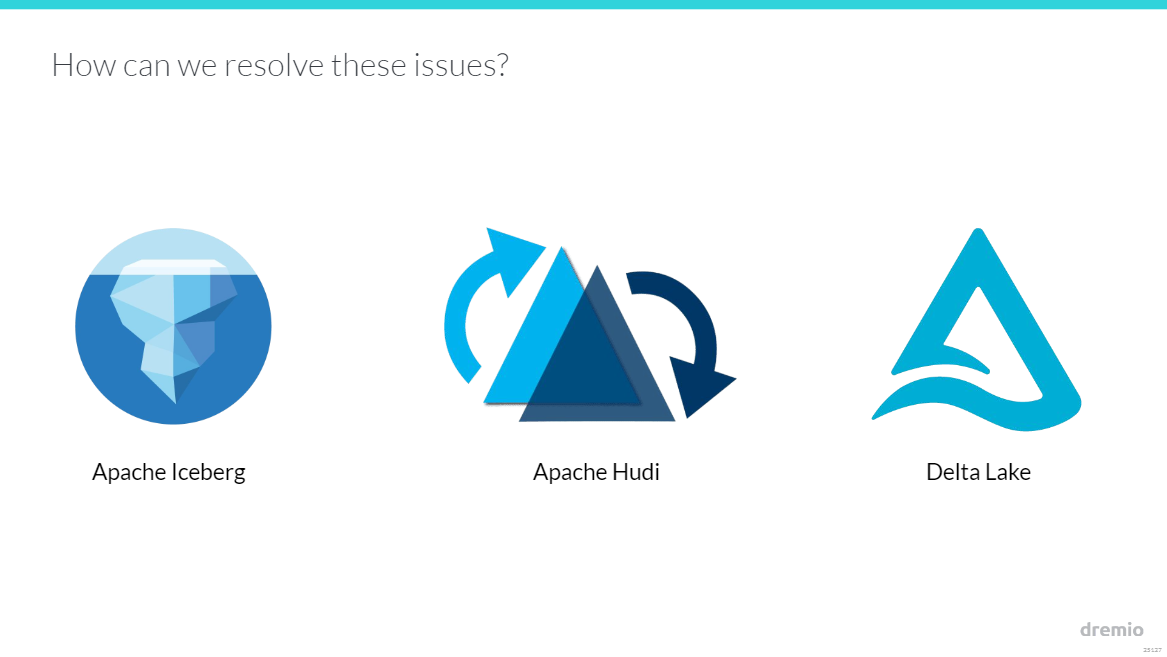 How can we resolve these issues?
Apache Iceberg
Apache Hudi
Delta Lake
dremio